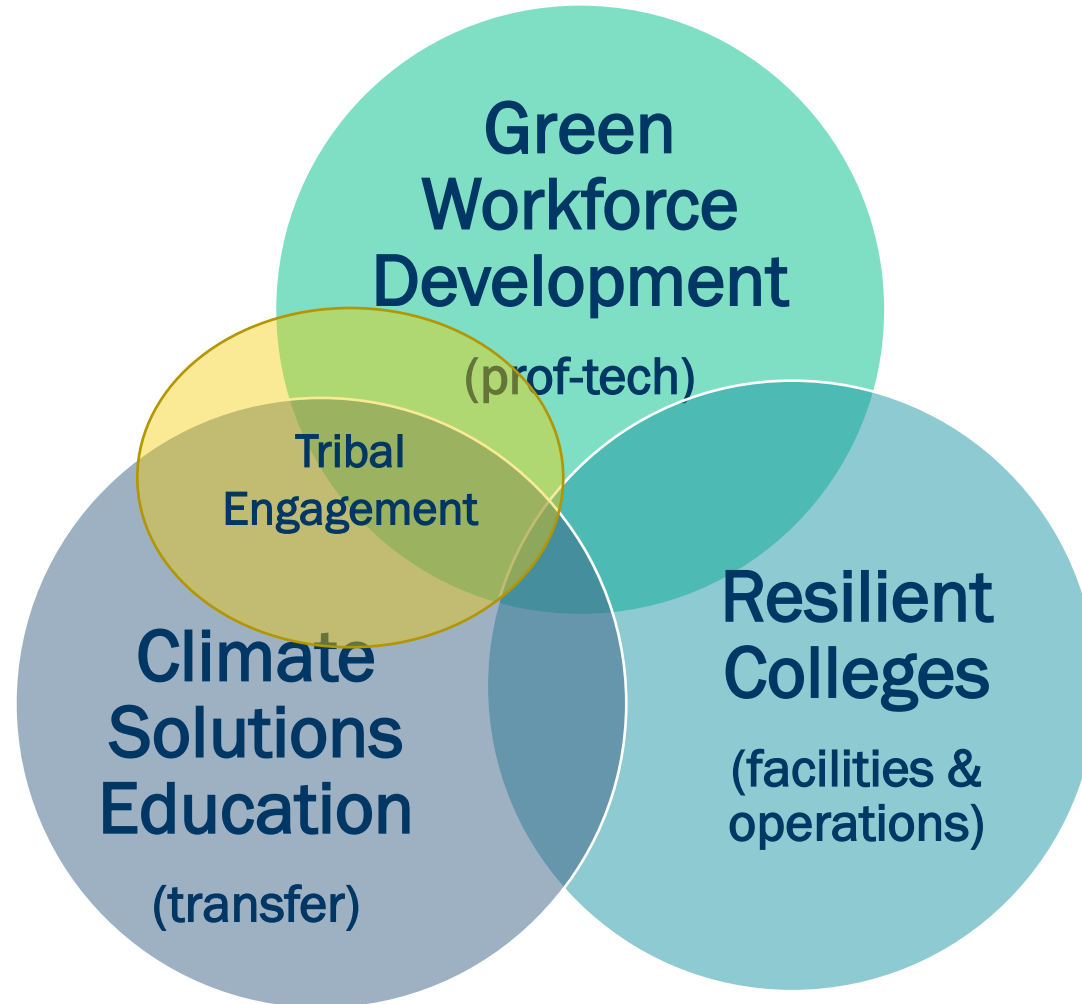 Green
Workforce
Development
(prof-tech)
Tribal
Engagement
Climate
Solutions
Education
(transfer)
Resilient
Colleges
(facilities &
operations)